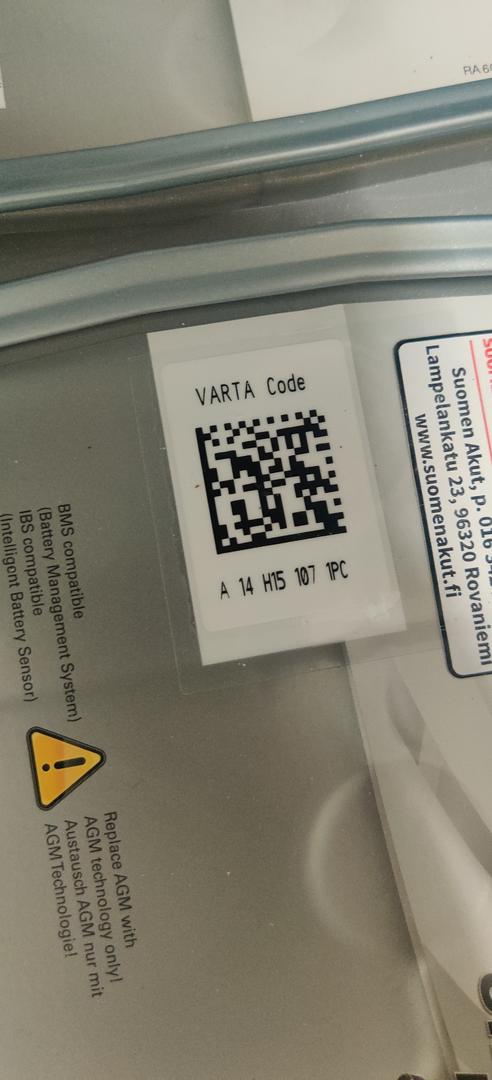 VARTA Code
A 14 H15 107 1PC
Suomen Akut, p. 016
Lampelankatu 23, 96320 Rovaniemi
www.suomenakut.fi
BMS compatible
(Battery Management System)
IBS compatible
(Intelligent Battery Sensor)
Replace AGM with
AGM technology only!
Austausch AGM nur mit
AGM Technologie!